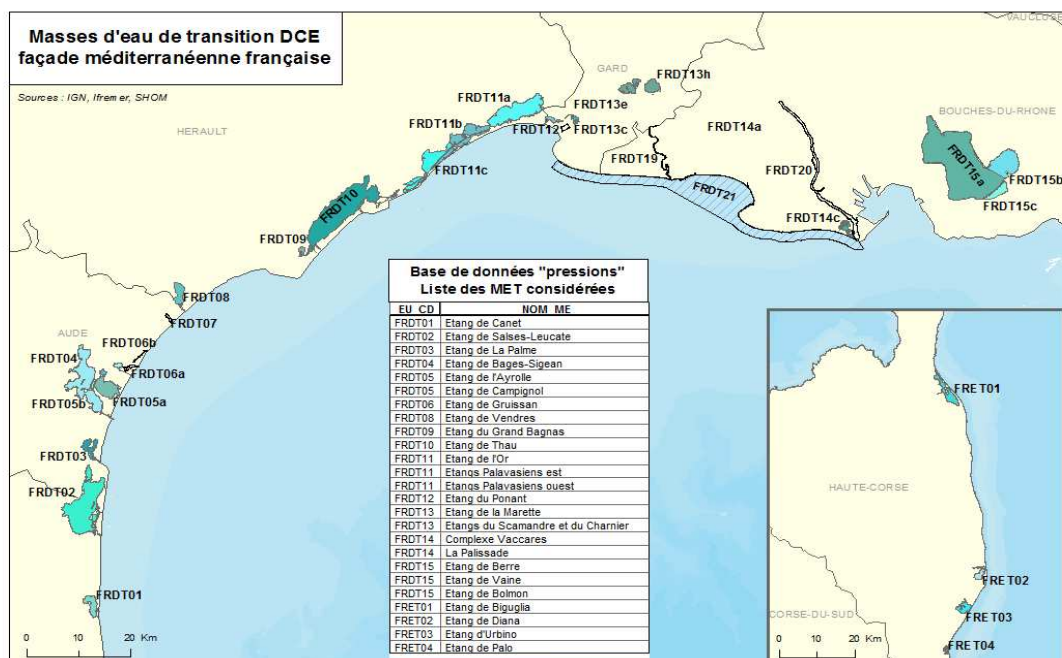 Masses d'eau de transition DCE
façade méditerranéenne française
Sources : IGN, Ifremer, SHOM
VAUCLUSE
GARD
FRDT13h
BOUCHES-DU-RHONE
HERAULT
FRDT11a
FRDT13e
FRDT11b
FRDT12
FRDT13c
FRDT14a
FRDT19
FRDT20
FRDT15a
FRDT15b
FRDT15c
FRDT11c
FRDT21
FRDT10
FRDT14c
FRDT09
FRDT08
FRDT07
AUDE
FRDT06b
FRDT04
FRDT06a
FRDT05b
FRDT05a
FRDT03
FRDT02
FRDT01
0 10 20 Km
Base de données "pressions"
Liste des MET considérées
EU_CD NOM_ME
FRDT01 Etang de Canet
FRDT02 Etang de Salses-Leucate
FRDT03 Etang de La Palme
FRDT04 Etang de Bages-Sigean
FRDT05 Etang de l'Ayrolle
FRDT05 Etang de Campignol
FRDT06 Etang de Gruissan
FRDT08 Etang de Vendres
FRDT09 Etang du Grand Bagnas
FRDT10 Etang de Thau
FRDT11 Etang de l'Or
FRDT11 Etangs Palavasiens est
FRDT11 Etangs Palavasiens ouest
FRDT12 Etang du Ponant
FRDT13 Etang de la Marette
FRDT13 Etangs du Scamandre et du Charnier
FRDT14 Complexe Vaccares
FRDT14 La Palissade
FRDT15 Etang de Berre
FRDT15 Etang de Vaine
FRDT15 Etang de Bolmon
FRET01 Etang de Biguglia
FRET02 Etang de Diana
FRET03 Etang d'Urbino
FRET04 Etang de Palo
FRET01
HAUTE-CORSE
FRET02
CORSE-DU-SUD
FRET03
FRET04
0 10 20 Km